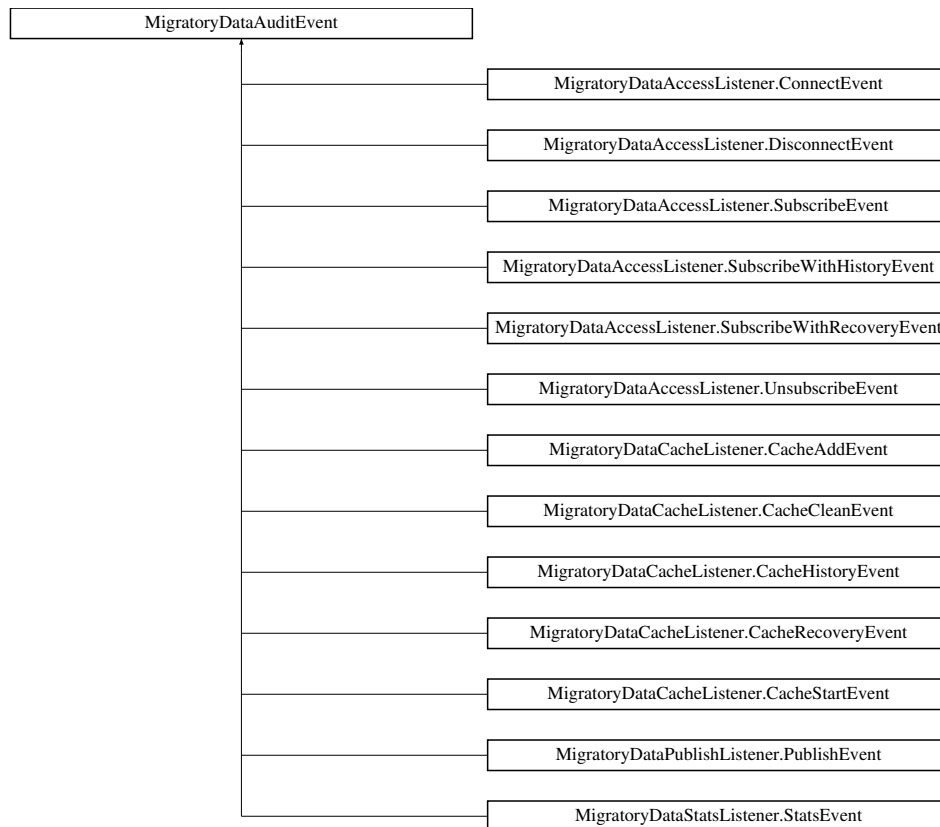 MigratoryDataAuditEvent
MigratoryDataAccessListener.ConnectEvent
MigratoryDataAccessListener.DisconnectEvent
MigratoryDataAccessListener.SubscribeEvent
MigratoryDataAccessListener.SubscribeWithHistoryEvent
MigratoryDataAccessListener.SubscribeWithRecoveryEvent
MigratoryDataAccessListener.UnsubscribeEvent
MigratoryDataCacheListener.CacheAddEvent
MigratoryDataCacheListener.CacheCleanEvent
MigratoryDataCacheListener.CacheHistoryEvent
MigratoryDataCacheListener.CacheRecoveryEvent
MigratoryDataCacheListener.CacheStartEvent
MigratoryDataPublishListener.PublishEvent
MigratoryDataStatsListener.StatsEvent